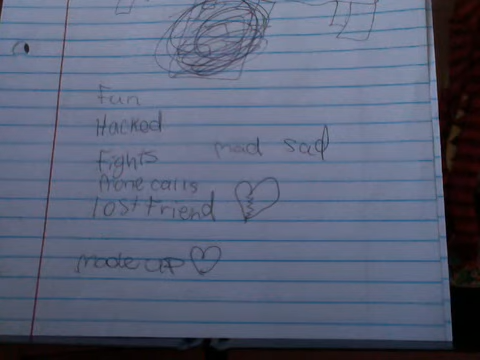 Fun
Hacked
Fights mad sad
Phone calls
lost Friend
made up